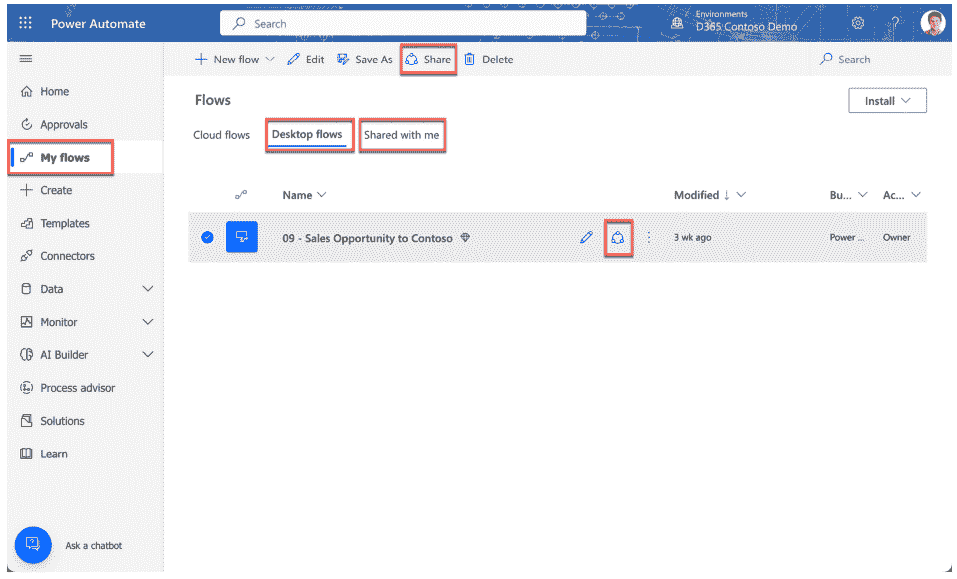 Power Automate
Search
Environments
D365 Contoso Demo
New flow
Edit
Save As
Share
Delete
Search
Home
Approvals
My flows
Create
Templates
Connectors
Data
Monitor
AI Builder
Process advisor
Solutions
Learn
Ask a chatbot
Flows
Install
Cloud flows
Desktop flows
Shared with me
Name
Modified
Bu...
Ac...
09 - Sales Opportunity to Contoso
3 wk ago
Power ...
Owner